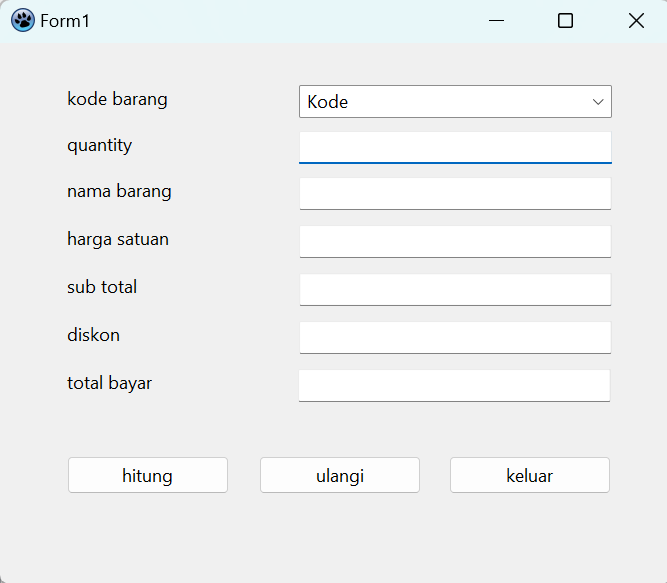 Form1
kode barang Kode
quantity
nama barang
harga satuan
sub total
diskon
total bayar
hitung ulangi keluar